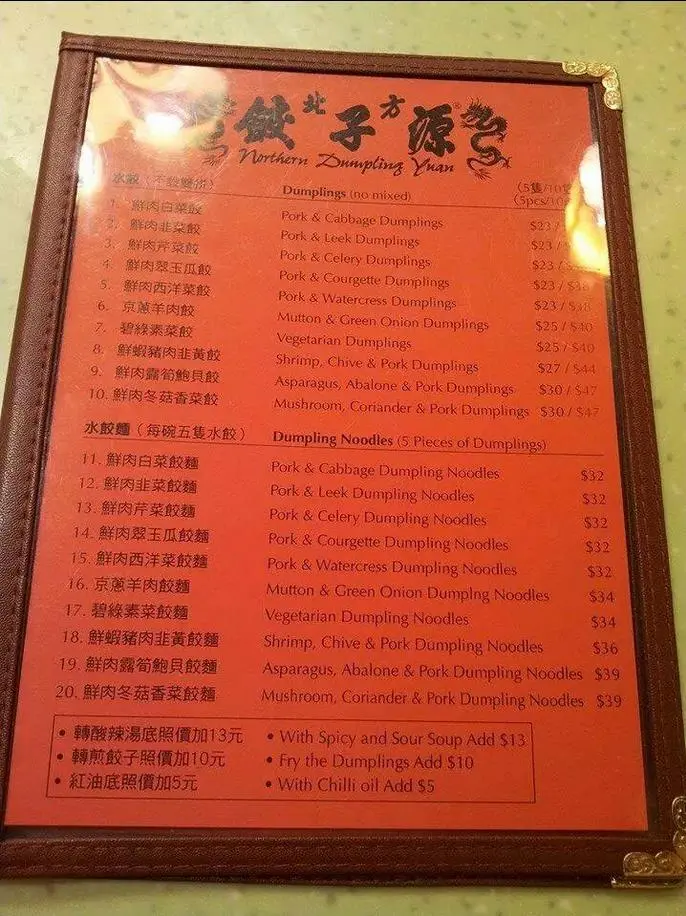 北方
餃子源®
Northern Dumpling Yuan
水餃 Dumplings (no mixed) (5隻/10
(5pcs/10
1. 鮮肉白菜餃 Pork & Cabbage Dumplings $23 /
2. 鮮肉韭菜餃 Pork & Leek Dumplings $23 /
3. 鮮肉芹菜餃 Pork & Celery Dumplings $23 /
4. 鮮肉翠玉瓜餃 Pork & Courgette Dumplings $23 / $38
5. 鮮肉西洋菜餃 Pork & Watercress Dumplings $23 / $38
6. 京蔥羊肉餃 Mutton & Green Onion Dumplings $25 / $40
7. 碧綠素菜餃 Vegetarian Dumplings $25 / $40
8. 鮮蝦豬肉韭黃餃 Shrimp, Chive & Pork Dumplings $27 / $44
9. 鮮肉露筍鮑貝餃 Asparagus, Abalone & Pork Dumplings $30 / $47
10. 鮮肉冬菇香菜餃 Mushroom, Coriander & Pork Dumplings $30 / $47
水餃麵（每碗五隻水餃） Dumpling Noodles (5 Pieces of Dumplings)
11. 鮮肉白菜餃麵 Pork & Cabbage Dumpling Noodles $32
12. 鮮肉韭菜餃麵 Pork & Leek Dumpling Noodles $32
13. 鮮肉芹菜餃麵 Pork & Celery Dumpling Noodles $32
14. 鮮肉翠玉瓜餃麵 Pork & Courgette Dumpling Noodles $32
15. 鮮肉西洋菜餃麵 Pork & Watercress Dumpling Noodles $32
16. 京蔥羊肉餃麵 Mutton & Green Onion Dumplng Noodles $34
17. 碧綠素菜餃麵 Vegetarian Dumpling Noodles $34
18. 鮮蝦豬肉韭黃餃麵 Shrimp, Chive & Pork Dumpling Noodles $36
19. 鮮肉露筍鮑貝餃麵 Asparagus, Abalone & Pork Dumpling Noodles $39
20. 鮮肉冬菇香菜餃麵 Mushroom, Coriander & Pork Dumpling Noodles $39
• 轉酸辣湯底照價加13元 • With Spicy and Sour Soup Add $13
• 轉煎餃子照價加10元 • Fry the Dumplings Add $10
• 紅油底照價加5元 • With Chilli oil Add $5